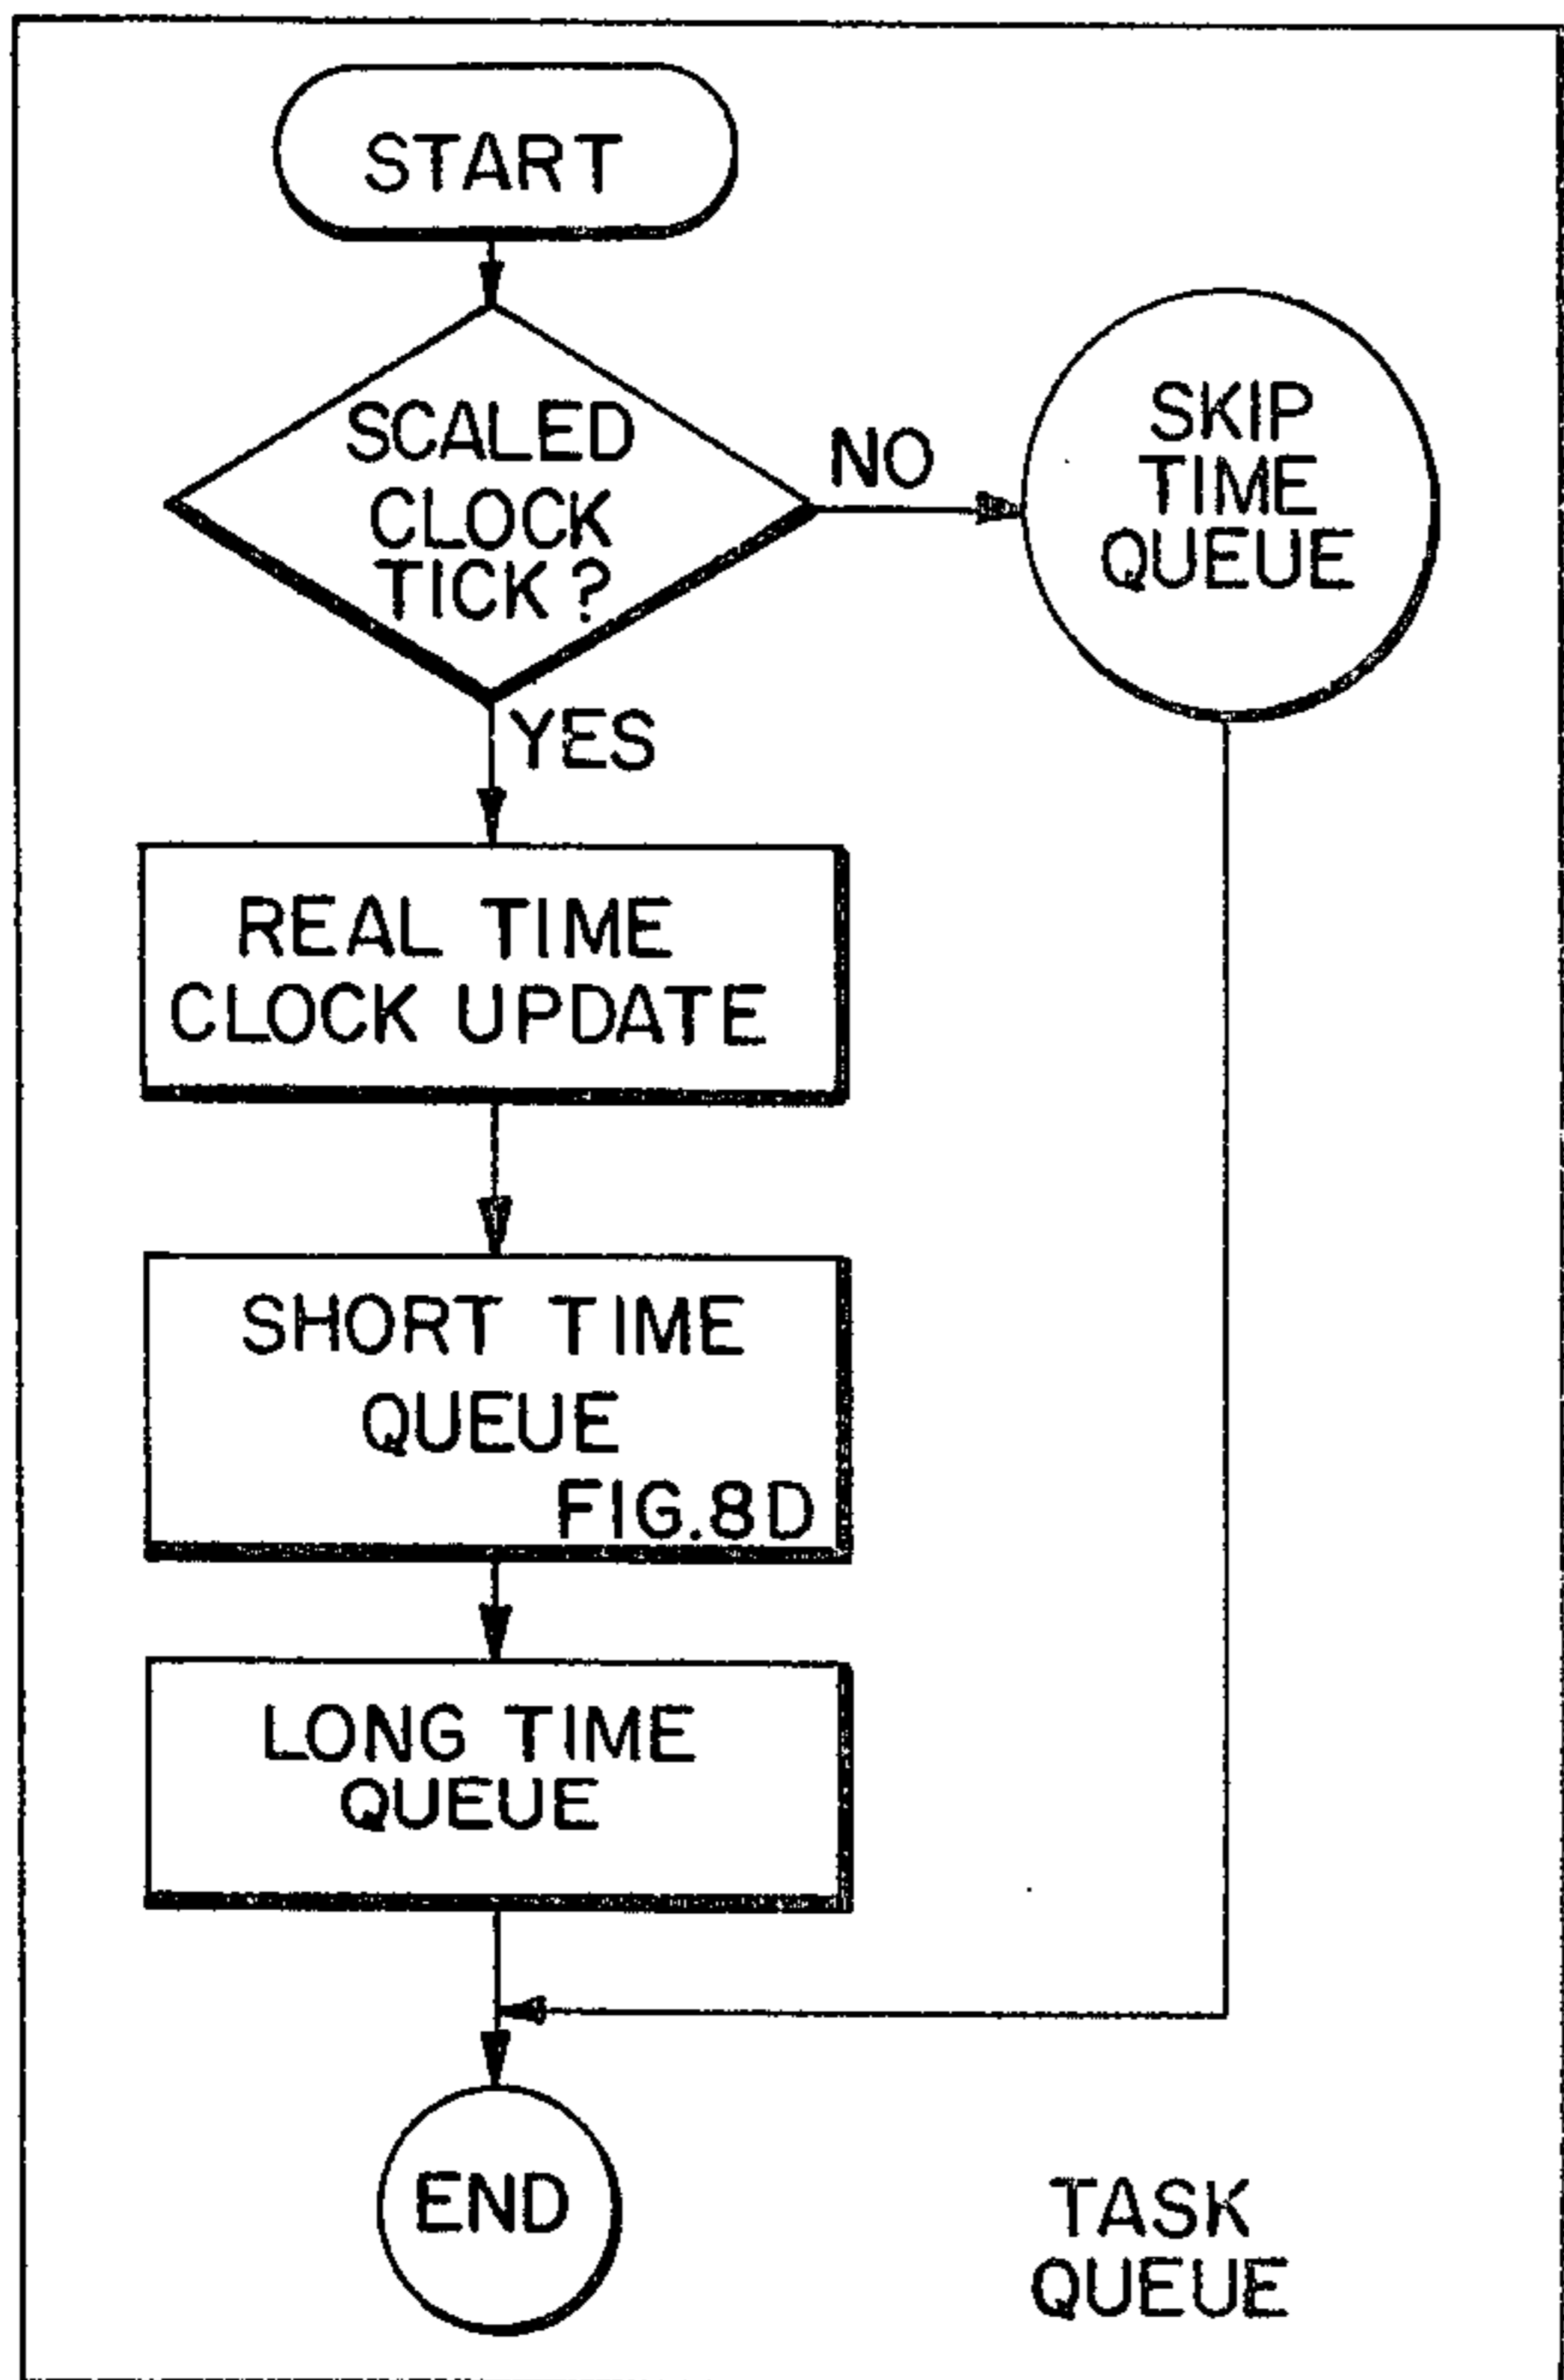 START
SCALED
CLOCK
TICK?
NO
SKIP
TIME
QUEUE
YES
REAL TIME
CLOCK UPDATE
SHORT TIME
QUEUE
FIG.8D
LONG TIME
QUEUE
END
TASK
QUEUE